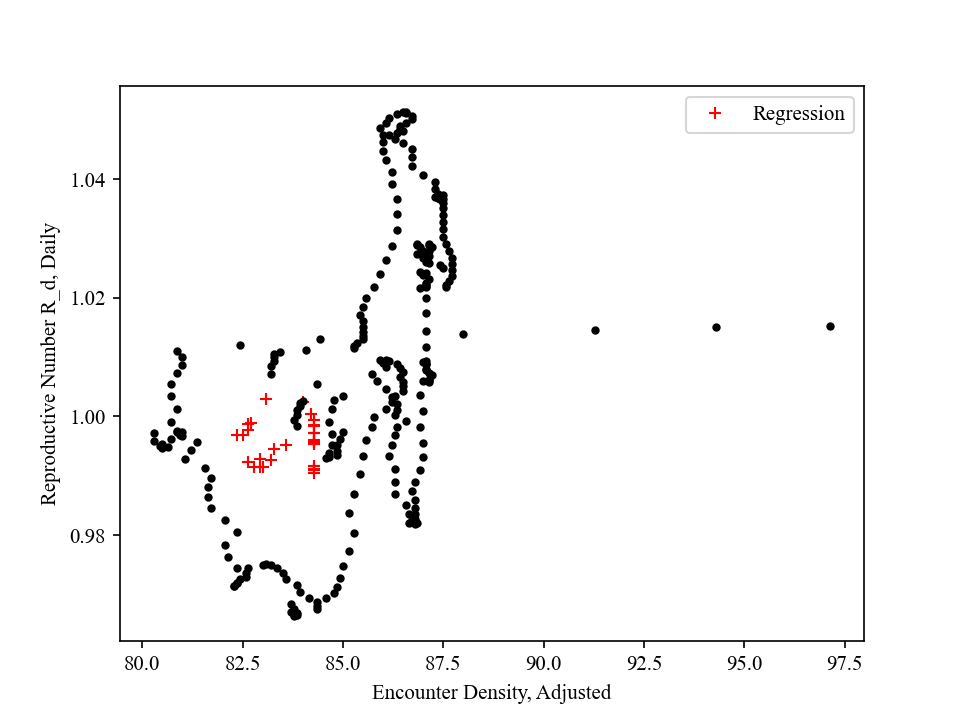 Regression
1.04
1.02
1.00
0.98
Reproductive Number R_d, Daily
80.0 82.5 85.0 87.5 90.0 92.5 95.0 97.5
Encounter Density, Adjusted